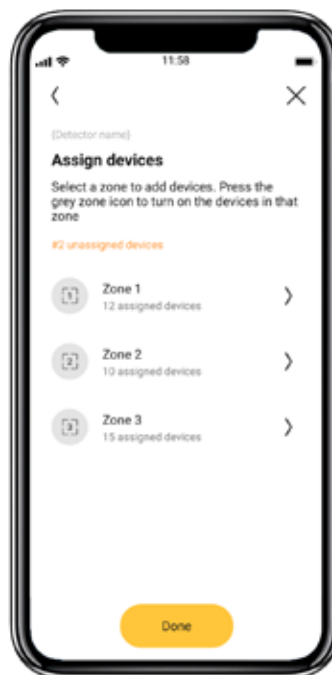 11:58
{Detector name}
Assign devices
Select a zone to add devices. Press the
grey zone icon to turn on the devices in that
zone
#2 unassigned devices
1
Zone 1
12 assigned devices
2
Zone 2
10 assigned devices
3
Zone 3
15 assigned devices
Done